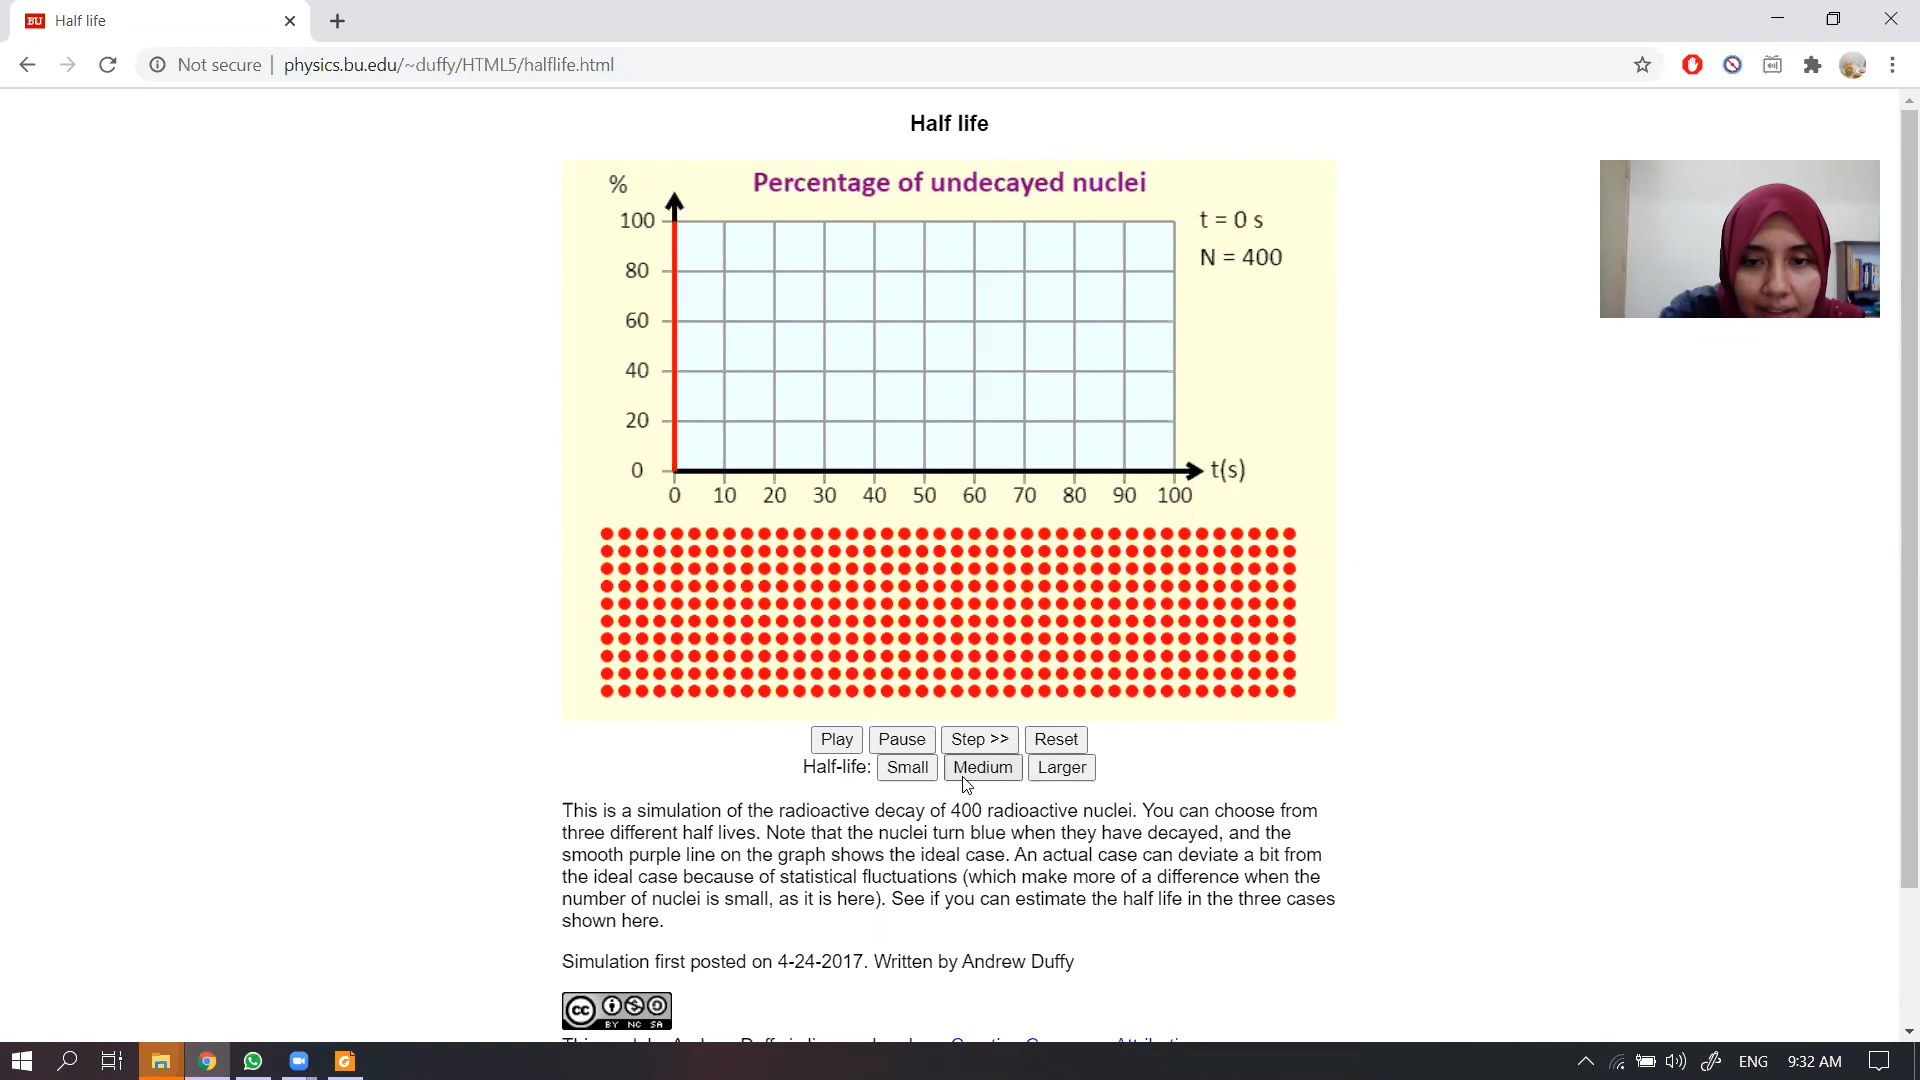 BU Half life
Not secure physics.bu.edu/~duffy/HTML5/halflife.html
Half life
% Percentage of undecayed nuclei
100
80
60
40
20
0
t = 0 s
N = 400
t(s)
0 10 20 30 40 50 60 70 80 90 100
Play Pause Step >> Reset
Half-life: Small Medium Larger
This is a simulation of the radioactive decay of 400 radioactive nuclei. You can choose from
three different half lives. Note that the nuclei turn blue when they have decayed, and the
smooth purple line on the graph shows the ideal case. An actual case can deviate a bit from
the ideal case because of statistical fluctuations (which make more of a difference when the
number of nuclei is small, as it is here). See if you can estimate the half life in the three cases
shown here.
Simulation first posted on 4-24-2017. Written by Andrew Duffy
cc BY NC SA
ENG 9:32 AM